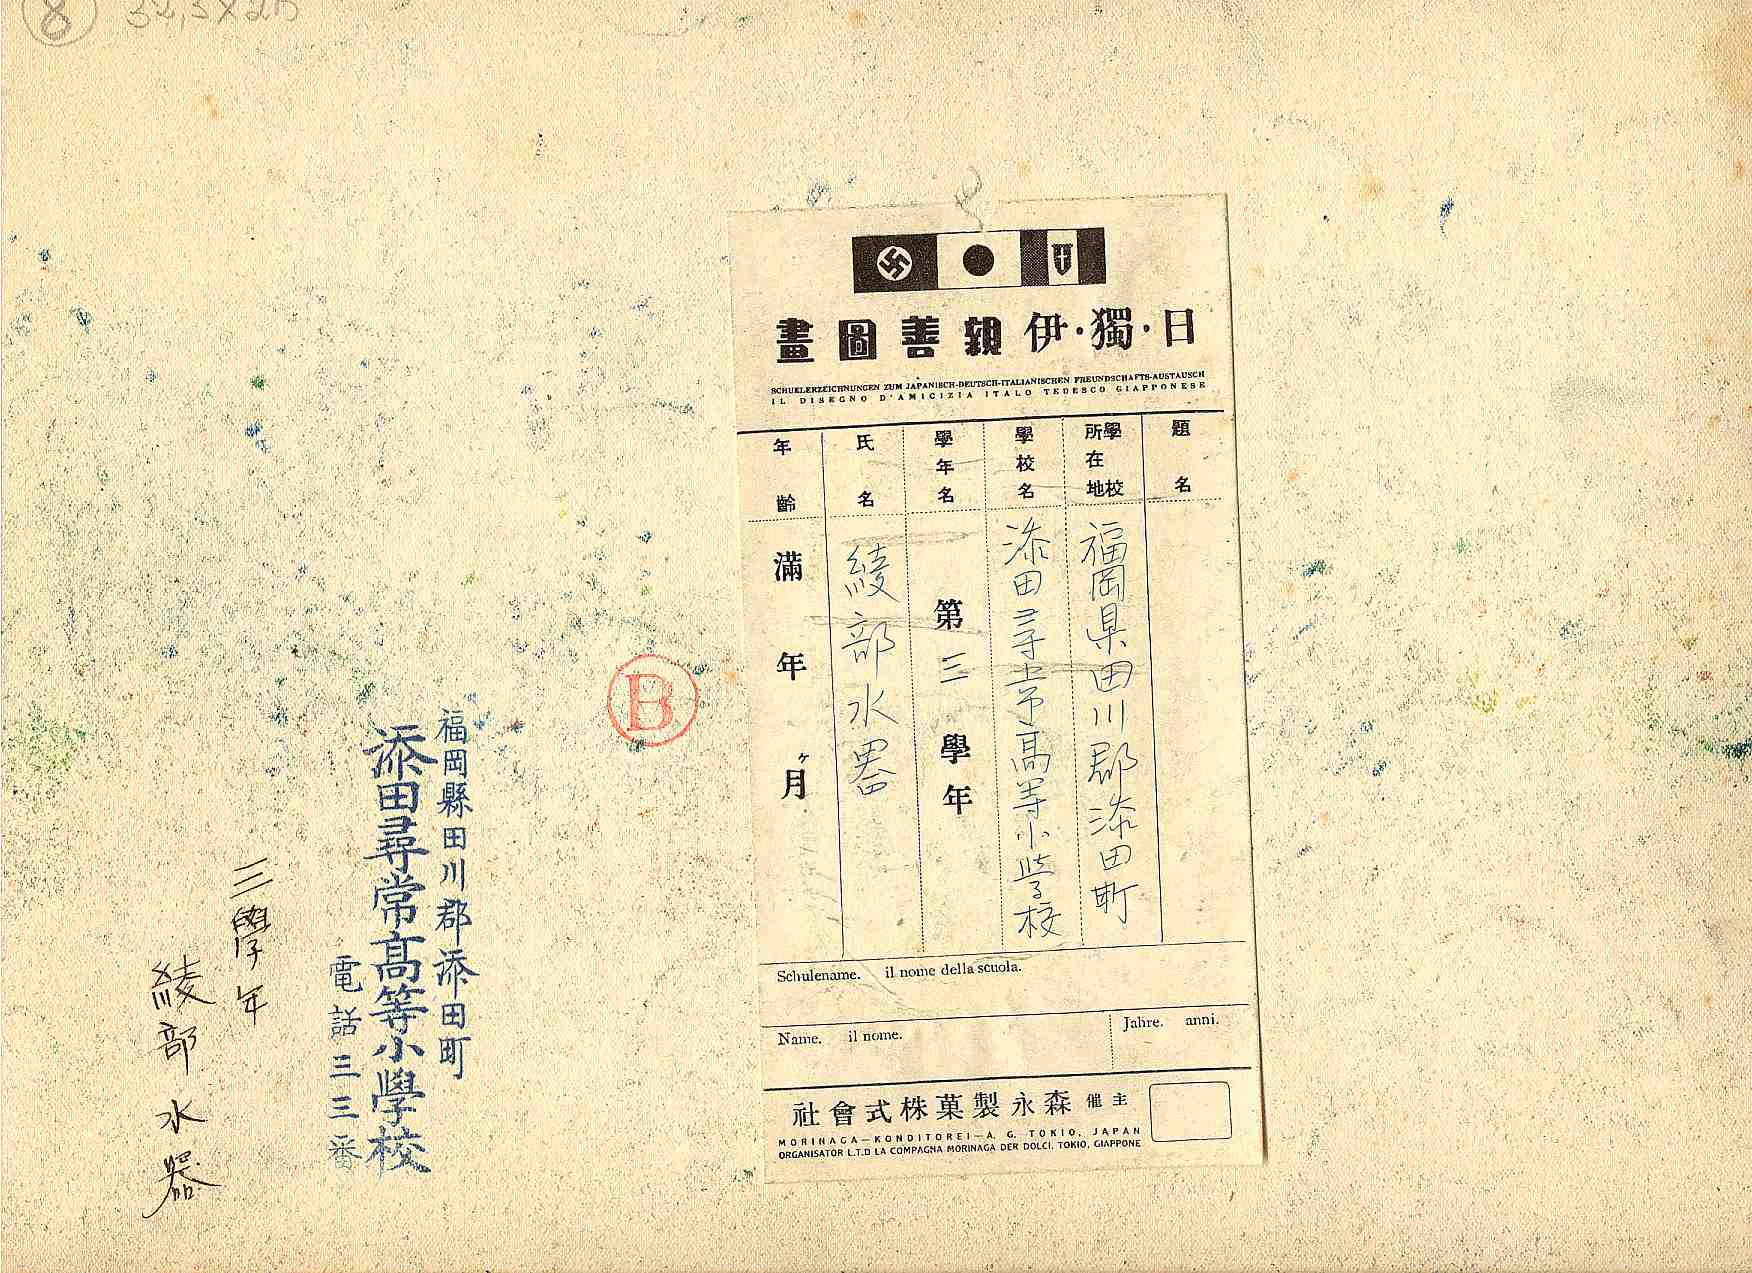 8 32,5×25
日・獨・伊親善圖畫
SCHUELERZEICHNUNGEN ZUM JAPANISCH-DEUTSCH-ITALIANISCHEN FREUNDSCHAFTS-AUSTAUSCH
IL DISEGNO D'AMICIZIA ITALO TEDESCO GIAPPONESE
題名
學校所在地
福岡県田川郡添田町
學校名
添田尋常高等小學校
學年名
第三學年
氏名
綾部水器
年齡
滿年ヶ月
Schulename. il nome della scuola.
Name. il nome.
Jahre. anni.
主催 森永製菓株式會社
MORINAGA—KONDITOREI—A. G. TOKIO, JAPAN
ORGANISATOR L.T.D LA COMPAGNA MORINAGA DER DOLCI, TOKIO, GIAPPONE
B
福岡縣田川郡添田町
添田尋常高等小學校
電話三三番
三學年
綾部水器